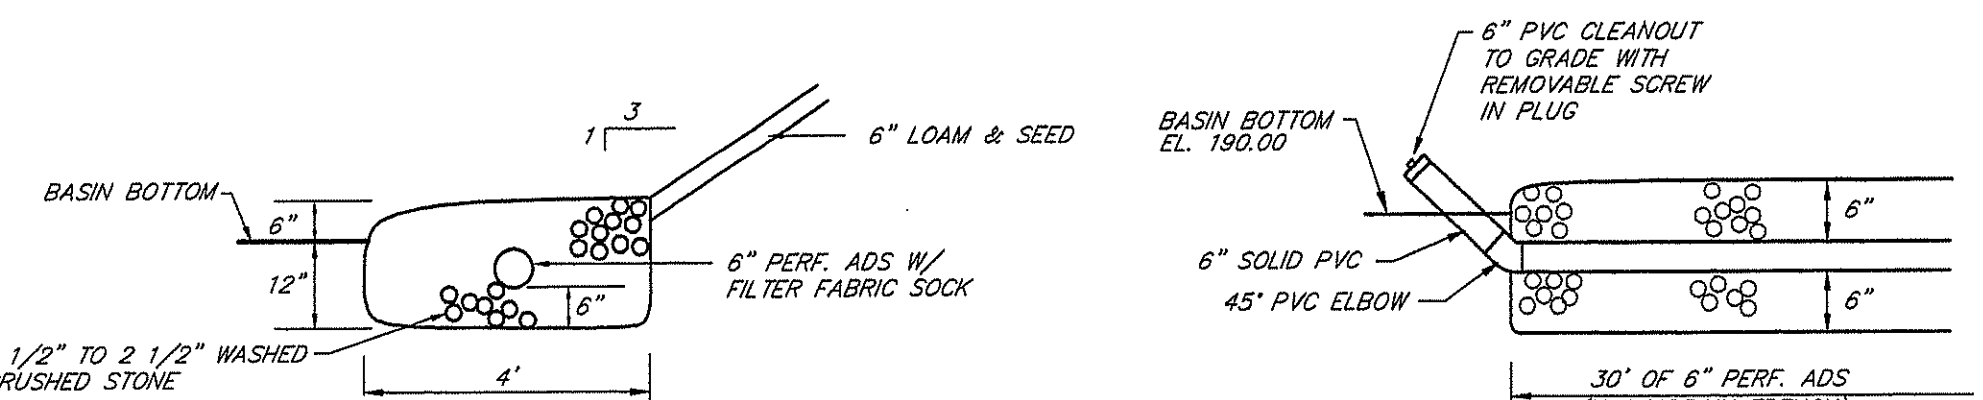 3
1
6" LOAM & SEED
BASIN BOTTOM
6"
12"
6" PERF. ADS W/
FILTER FABRIC SOCK
6"
1/2" TO 2 1/2" WASHED
CRUSHED STONE
4'
6" PVC CLEANOUT
TO GRADE WITH
REMOVABLE SCREW
IN PLUG
BASIN BOTTOM
EL. 190.00
6" SOLID PVC
45° PVC ELBOW
6"
6"
30' OF 6" PERF. ADS